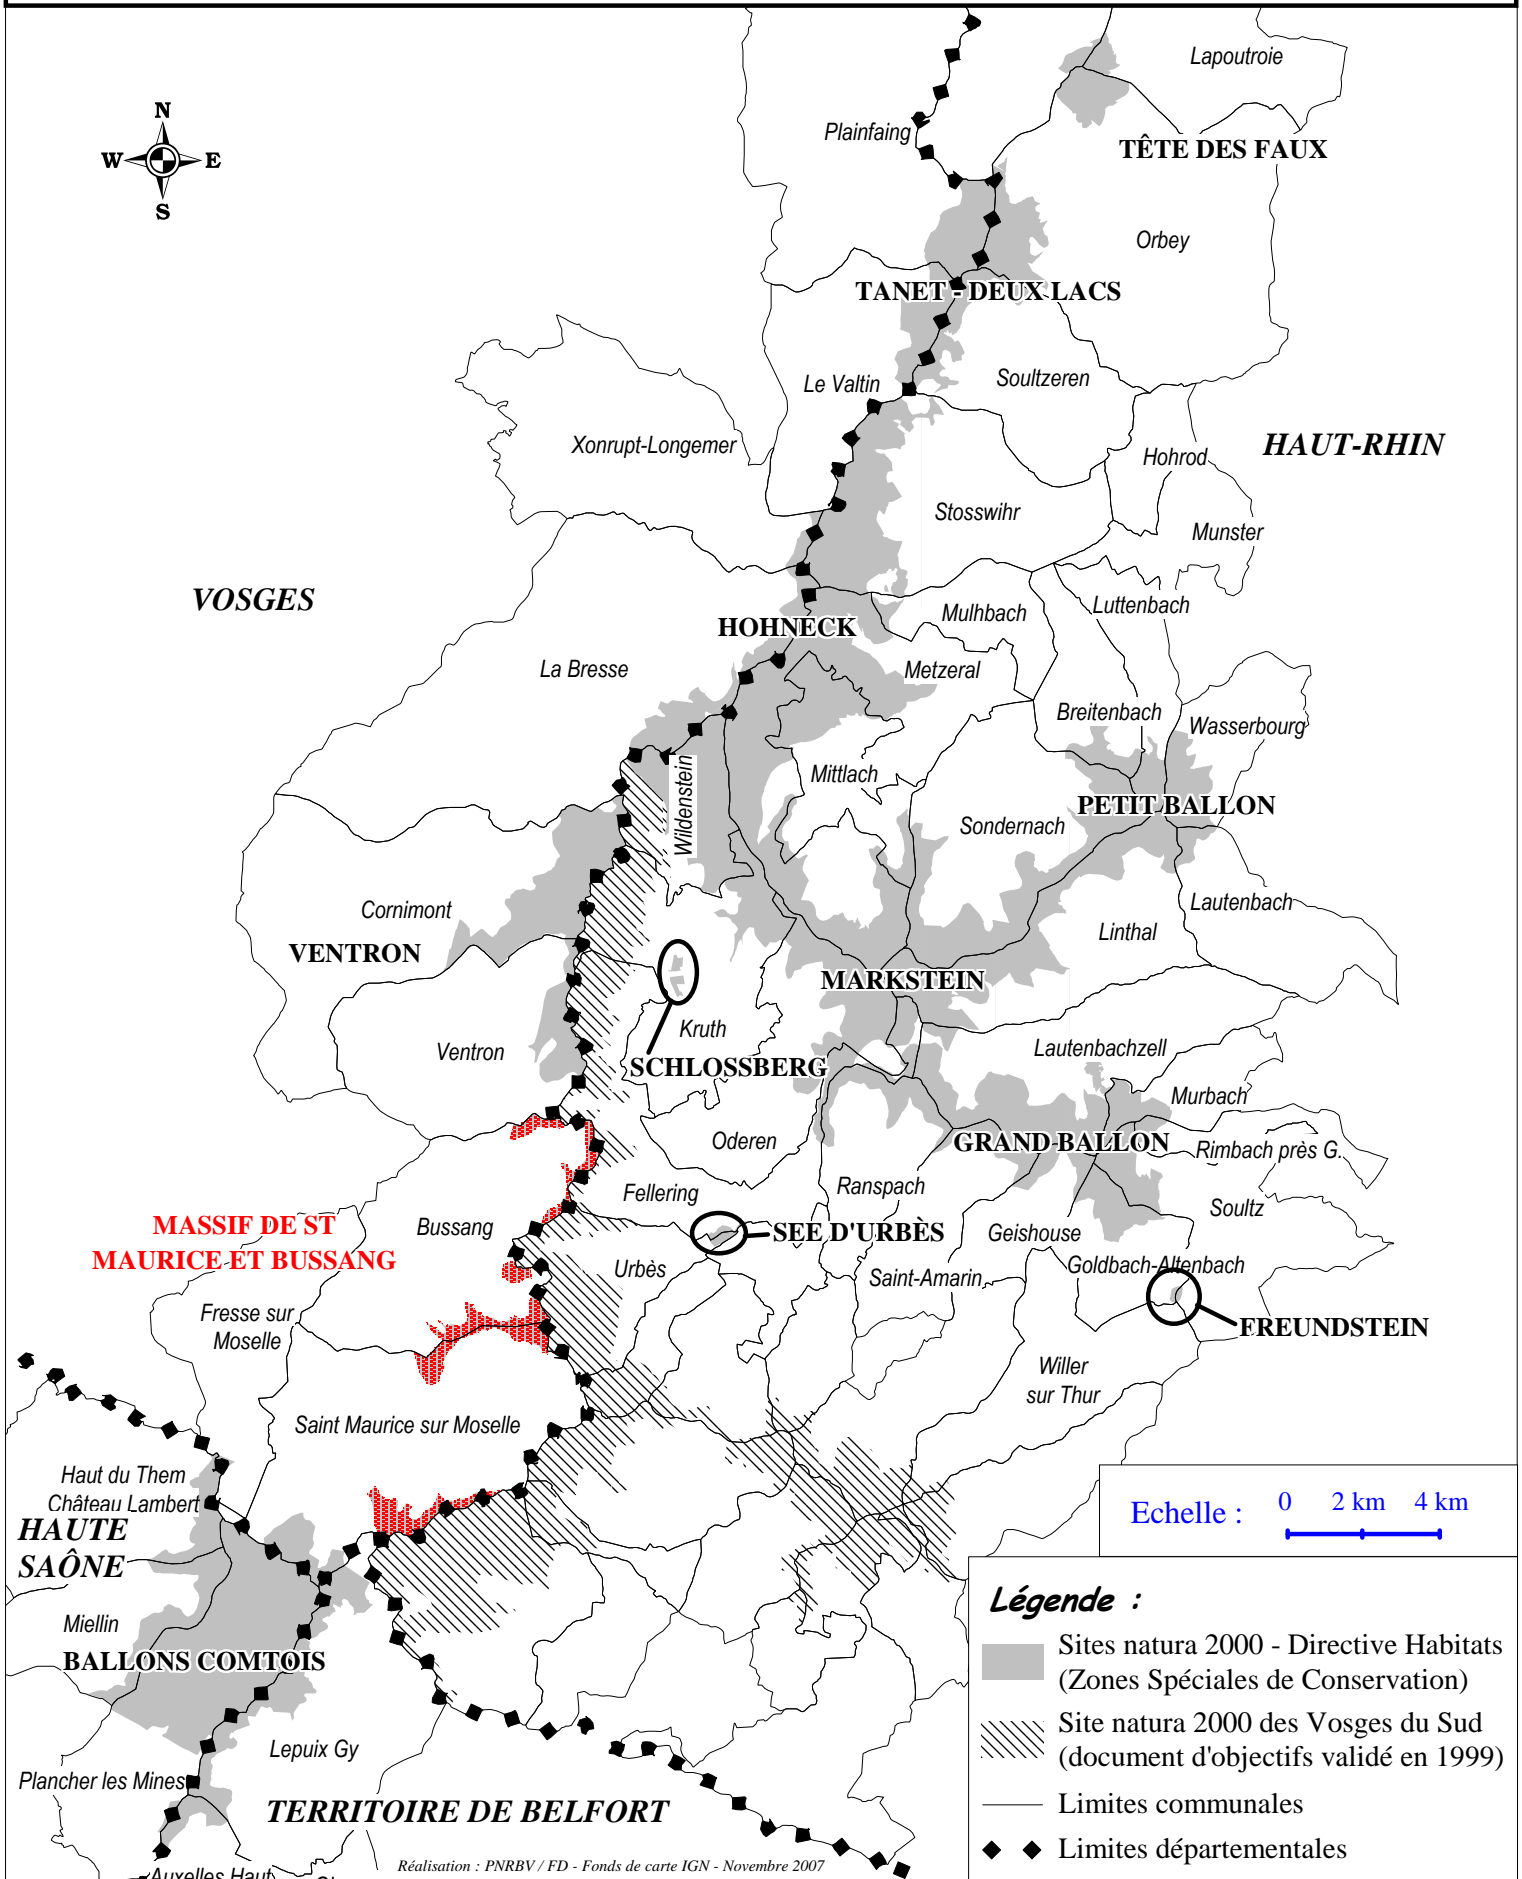 Lapoutroie
N
Plainfaing
W
E
TÊTE DES FAUX
S
Orbey
TANET - DEUX LACS
Le Valtin
Soultzeren
Xonrupt-Longemer
HAUT-RHIN
Hohrod
Stosswihr
Munster
VOSGES
Mulhbach
Luttenbach
HOHNECK
La Bresse
Metzeral
Breitenbach
Wasserbourg
Mittlach
Wildenstein
PETIT BALLON
Sondernach
Cornimont
Lautenbach
Linthal
VENTRON
MARKSTEIN
Kruth
Ventron
Lautenbachzell
SCHLOSSBERG
Murbach
Oderen
GRAND BALLON
Rimbach près G.
Fellering
Ranspach
Soultz
MASSIF DE ST
MAURICE ET BUSSANG
Bussang
SEE D'URBÈS
Geishouse
Urbès
Saint-Amarin
Goldbach-Altenbach
Fresse sur
Moselle
FREUNDSTEIN
Willer
sur Thur
Saint Maurice sur Moselle
Haut du Them
Château Lambert
HAUTE
SAÔNE
Echelle :
0 2 km 4 km
Miellin
BALLONS COMTOIS
Légende :
Sites natura 2000 - Directive Habitats
(Zones Spéciales de Conservation)
Site natura 2000 des Vosges du Sud
(document d'objectifs validé en 1999)
Limites communales
Limites départementales
Lepuix Gy
Plancher les Mines
TERRITOIRE DE BELFORT
Réalisation : PNRBV / FD - Fonds de carte IGN - Novembre 2007
Auxelles Haut